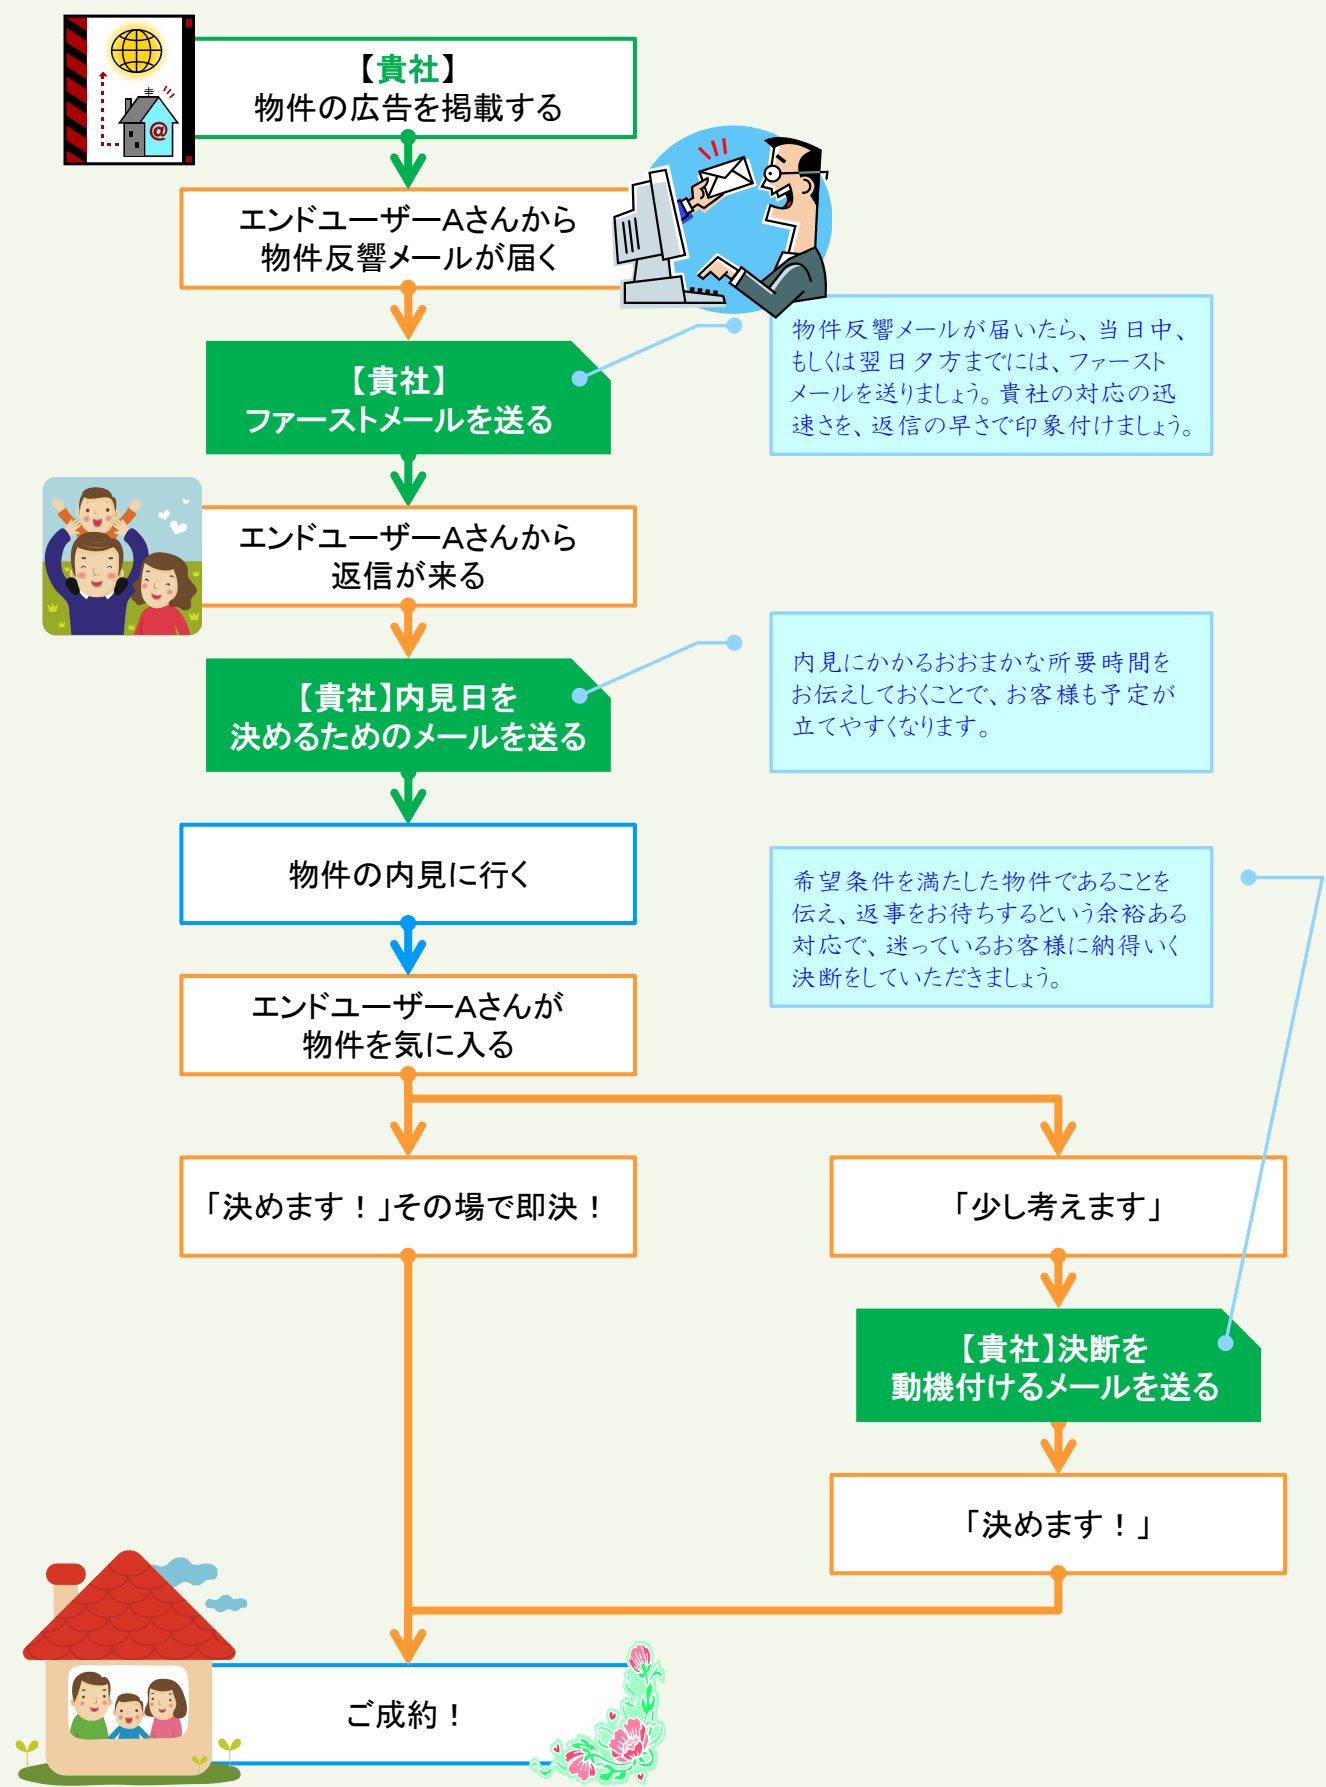 【貴社】
物件の広告を掲載する
@
エンドユーザーAさんから
物件反響メールが届く
物件反響メールが届いたら、当日中、
もしくは翌日夕方までには、ファースト
メールを送りましょう。貴社の対応の迅
速さを、返信の早さで印象付けましょう。
【貴社】
ファーストメールを送る
エンドユーザーAさんから
返信が来る
内見にかかるおおまかな所要時間を
お伝えしておくことで、お客様も予定が
立てやすくなります。
【貴社】内見日を
決めるためのメールを送る
物件の内見に行く
希望条件を満たした物件であることを
伝え、返事をお待ちするという余裕ある
対応で、迷っているお客様に納得いく
決断をしていただきましょう。
エンドユーザーAさんが
物件を気に入る
「決めます！」その場で即決！
「少し考えます」
【貴社】決断を
動機付けるメールを送る
「決めます！」
ご成約！